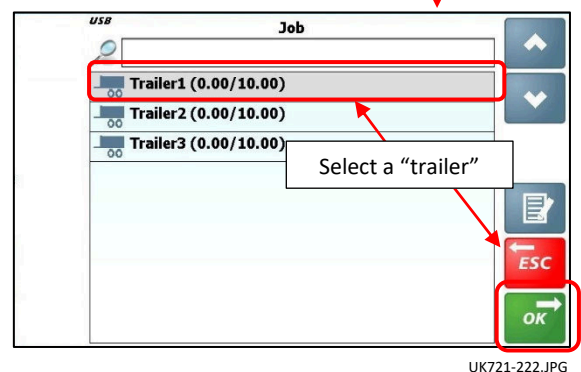 USB
Job
Trailer1 (0.00/10.00)
Trailer2 (0.00/10.00)
Trailer3 (0.00/10.00)
Select a “trailer”
ESC
OK
UK721-222.JPG